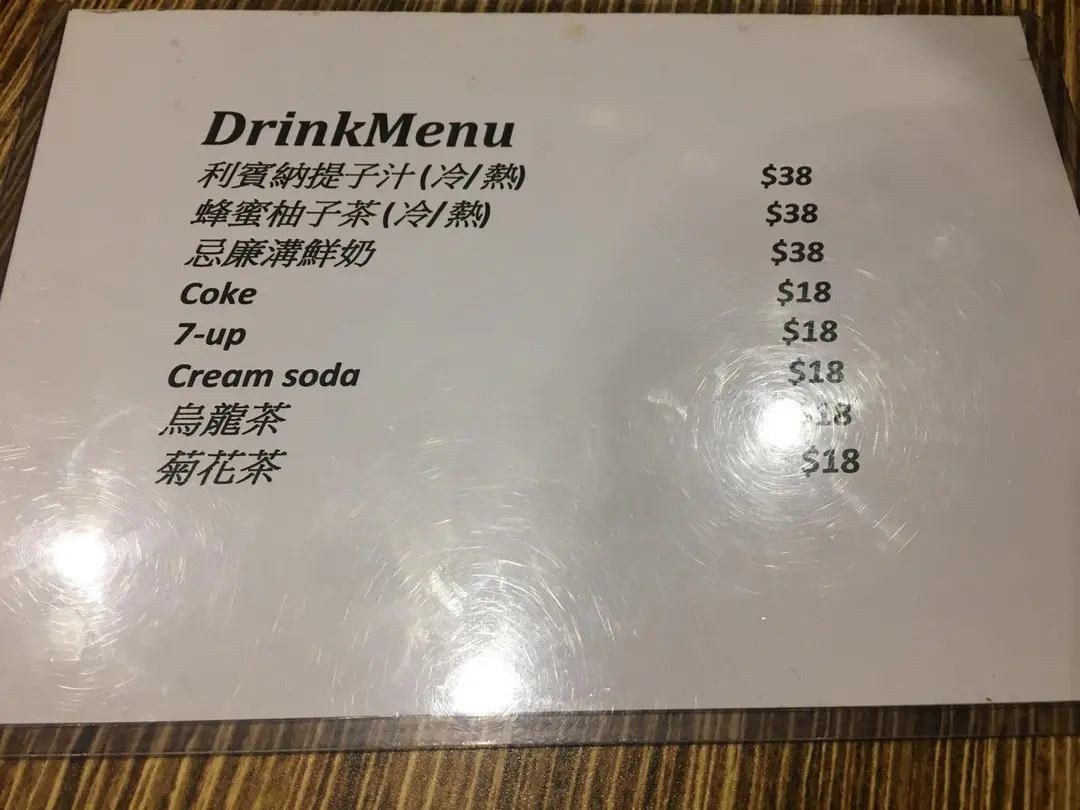 DrinkMenu
利賓納提子汁 (冷/熱) $38
蜂蜜柚子茶 (冷/熱) $38
忌廉溝鮮奶 $38
Coke $18
7-up $18
Cream soda $18
烏龍茶 18
菊花茶 $18